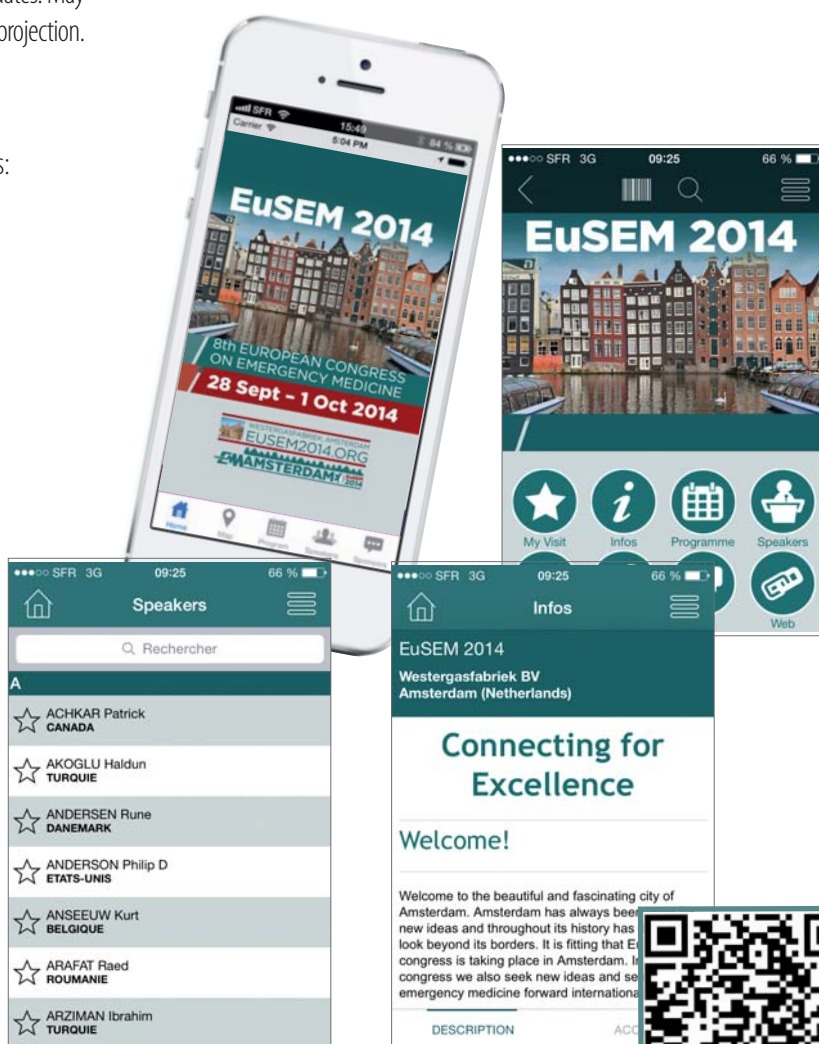 dates. May
projection.
s:
SFR 15:49 84 %
Carrier 5:04 PM
EuSEM 2014
8th EUROPEAN CONGRESS
ON EMERGENCY MEDICINE
28 Sept – 1 Oct 2014
WESTERGASFABRIEK, AMSTERDAM
EUSEM2014.ORG
AMSTERDAM 2014
Home Map Program Speakers Sponsors
SFR 3G 09:25 66 %
EuSEM 2014
My Visit Infos Programme Speakers
Web
SFR 3G 09:25 66 %
Speakers
Rechercher
A
ACHKAR Patrick
CANADA
AKOGLU Haldun
TURQUIE
ANDERSEN Rune
DANEMARK
ANDERSON Philip D
ETATS-UNIS
ANSEEUW Kurt
BELGIQUE
ARAFAT Raed
ROUMANIE
ARZIMAN Ibrahim
TURQUIE
SFR 3G 09:25 66 %
Infos
EuSEM 2014
Westergasfabriek BV
Amsterdam (Netherlands)
Connecting for
Excellence
Welcome!
Welcome to the beautiful and fascinating city of
Amsterdam. Amsterdam has always been
new ideas and throughout its history has
look beyond its borders. It is fitting that E
congress is taking place in Amsterdam. I
congress we also seek new ideas and se
emergency medicine forward internationa
DESCRIPTION ACC